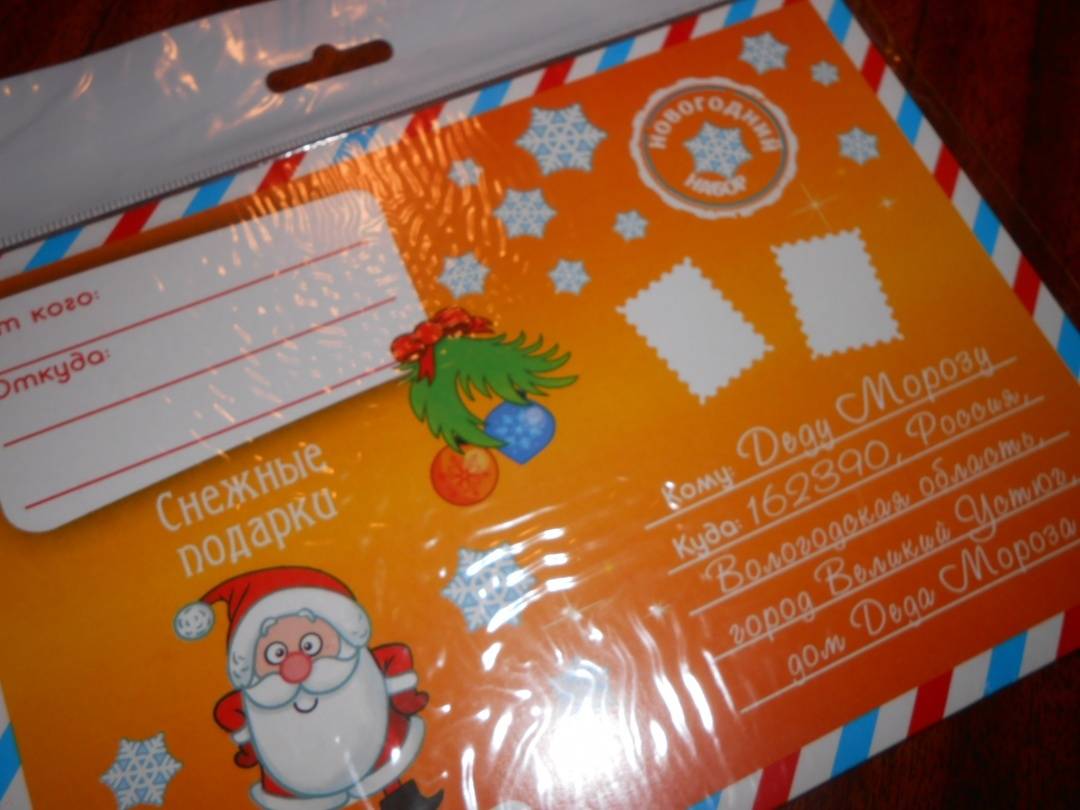 НОВОГОДНИЙ
НАБОР
От кого:
Откуда:
Снежные
подарки
Кому: Деду Морозу
Куда: 162390, Россия,
Вологодская область,
город Великий Устюг,
дом Деда Мороза